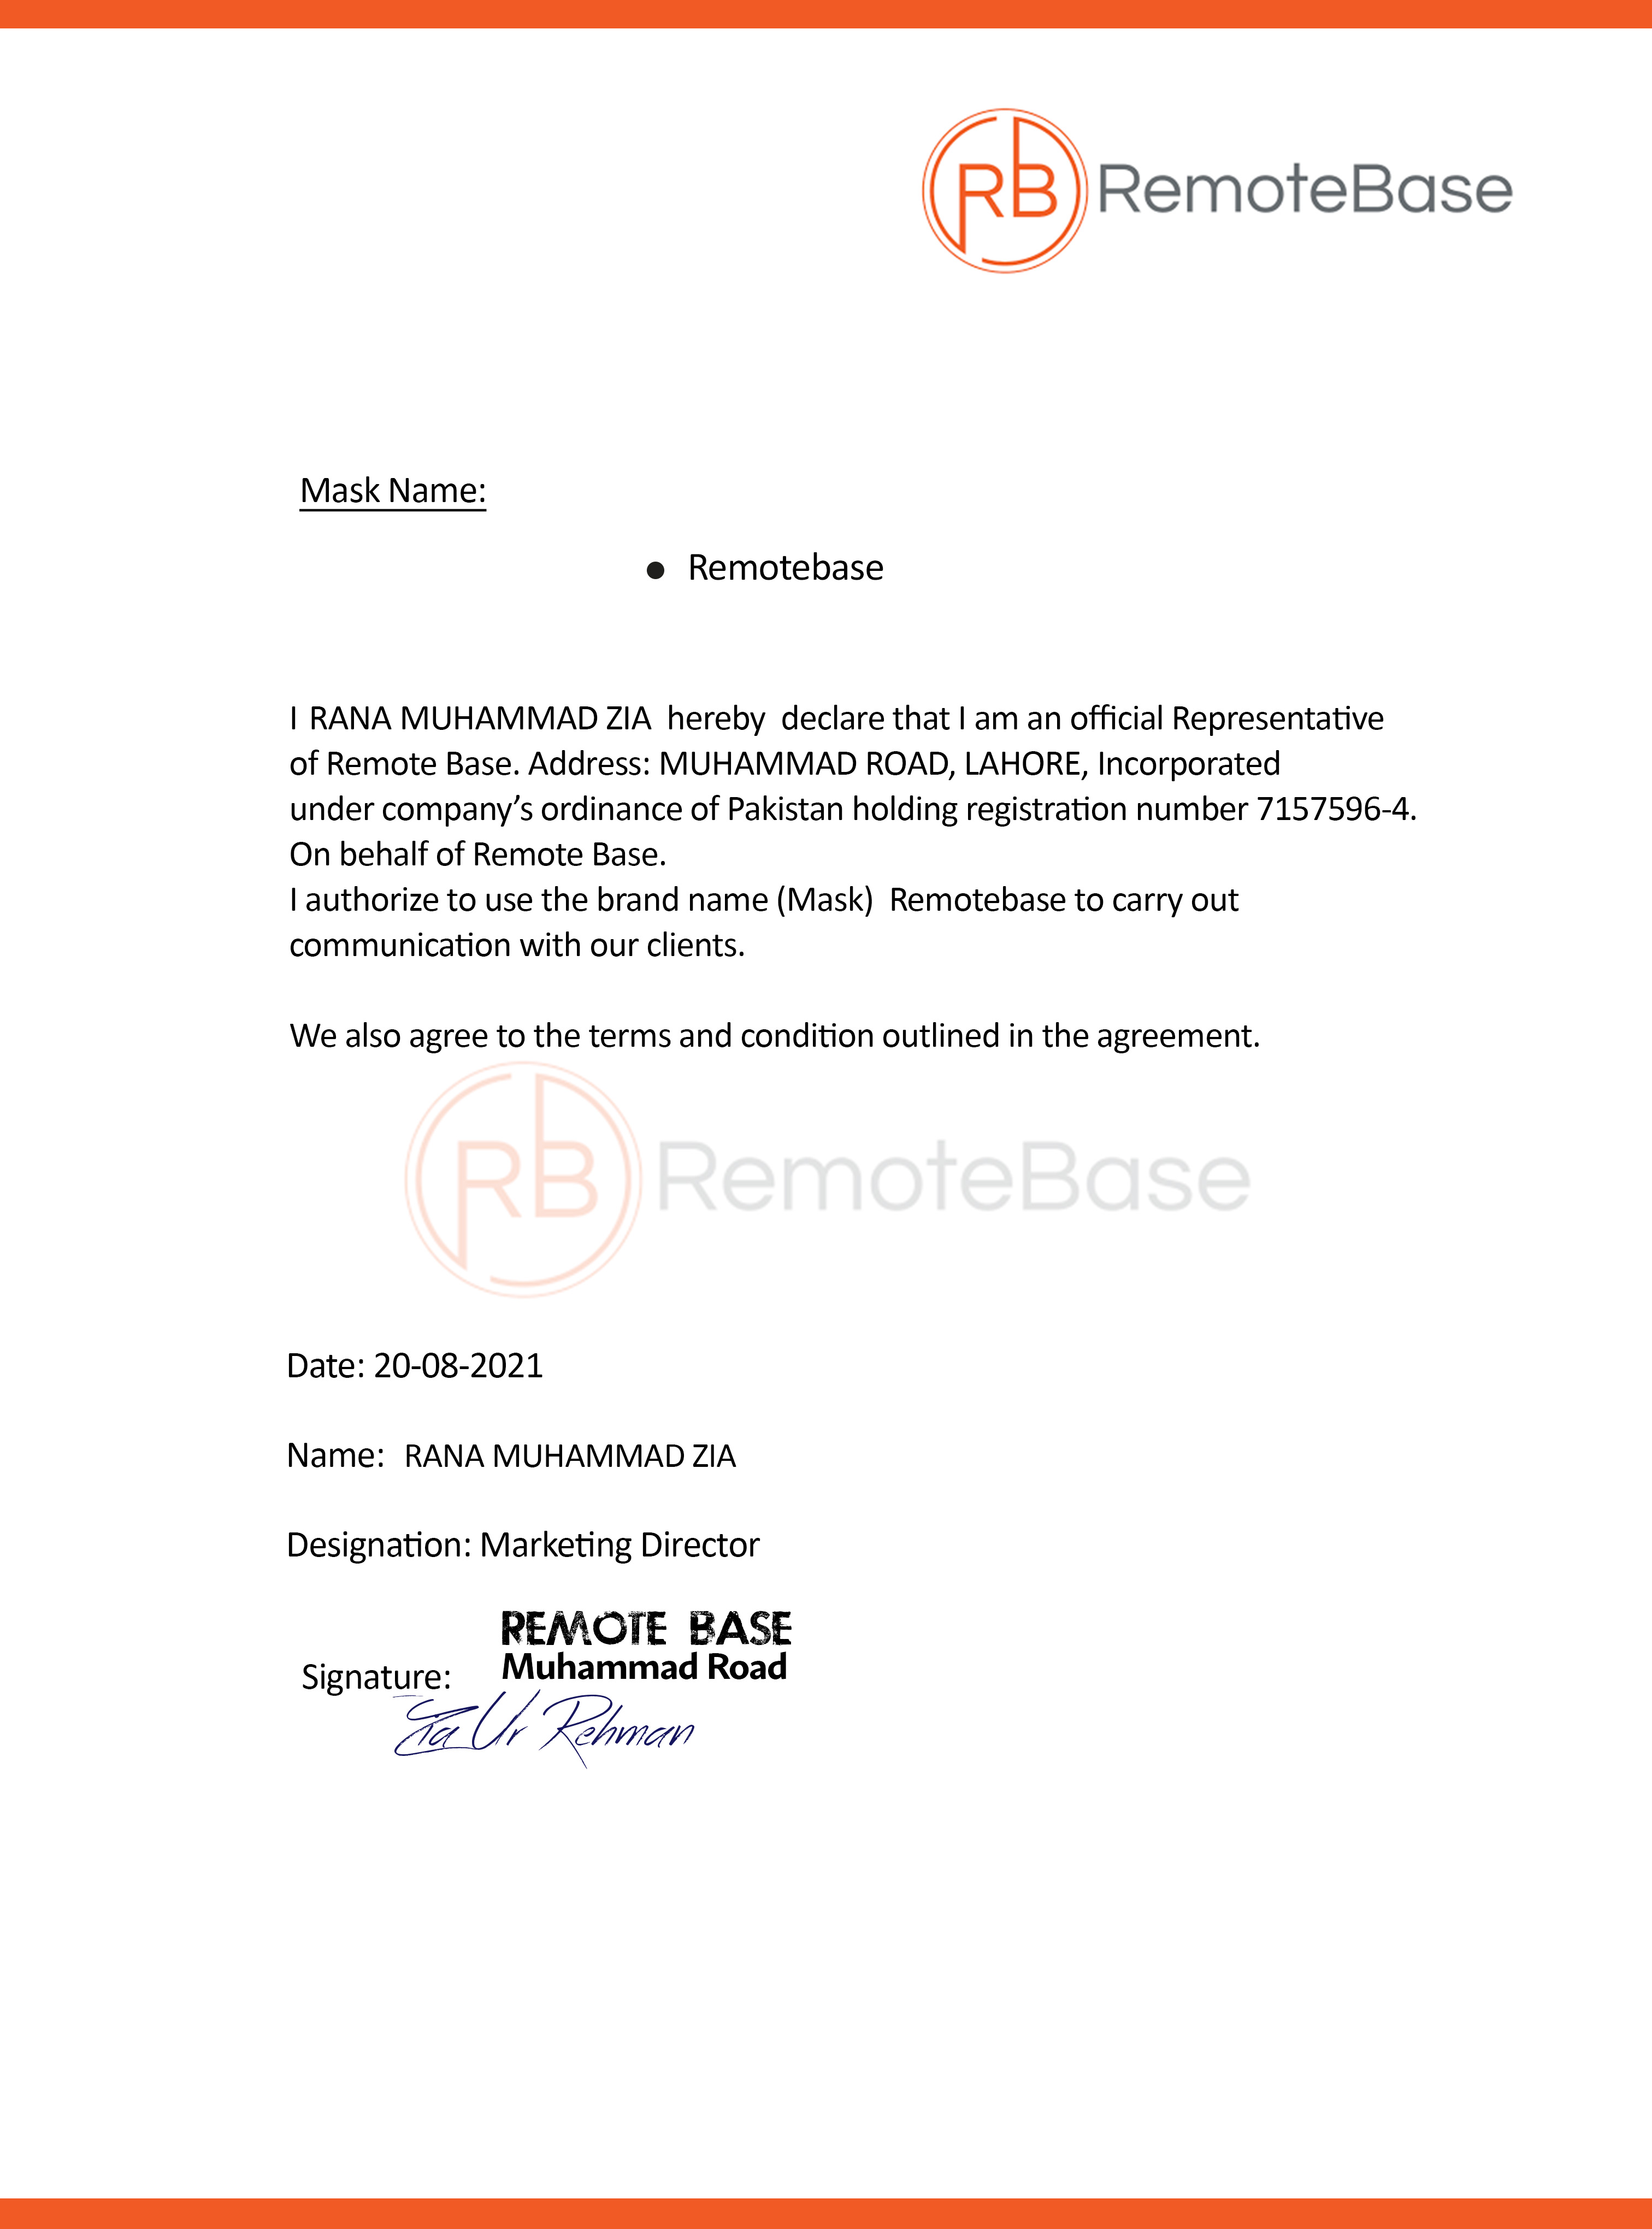 RB RemoteBase
Mask Name:
● Remotebase
I RANA MUHAMMAD ZIA hereby declare that I am an official Representative
of Remote Base. Address: MUHAMMAD ROAD, LAHORE, Incorporated
under company’s ordinance of Pakistan holding registration number 7157596-4.
On behalf of Remote Base.
I authorize to use the brand name (Mask) Remotebase to carry out
communication with our clients.
We also agree to the terms and condition outlined in the agreement.
RB RemoteBase
Date: 20-08-2021
Name: RANA MUHAMMAD ZIA
Designation: Marketing Director
REMOTE BASE
Muhammad Road
Signature:
Zia Ur Rehman